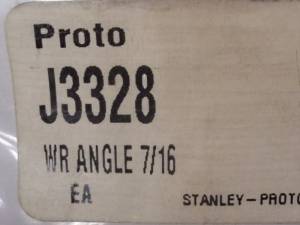 Proto
J3328
WR ANGLE 7/16
EA
STANLEY-PROTO